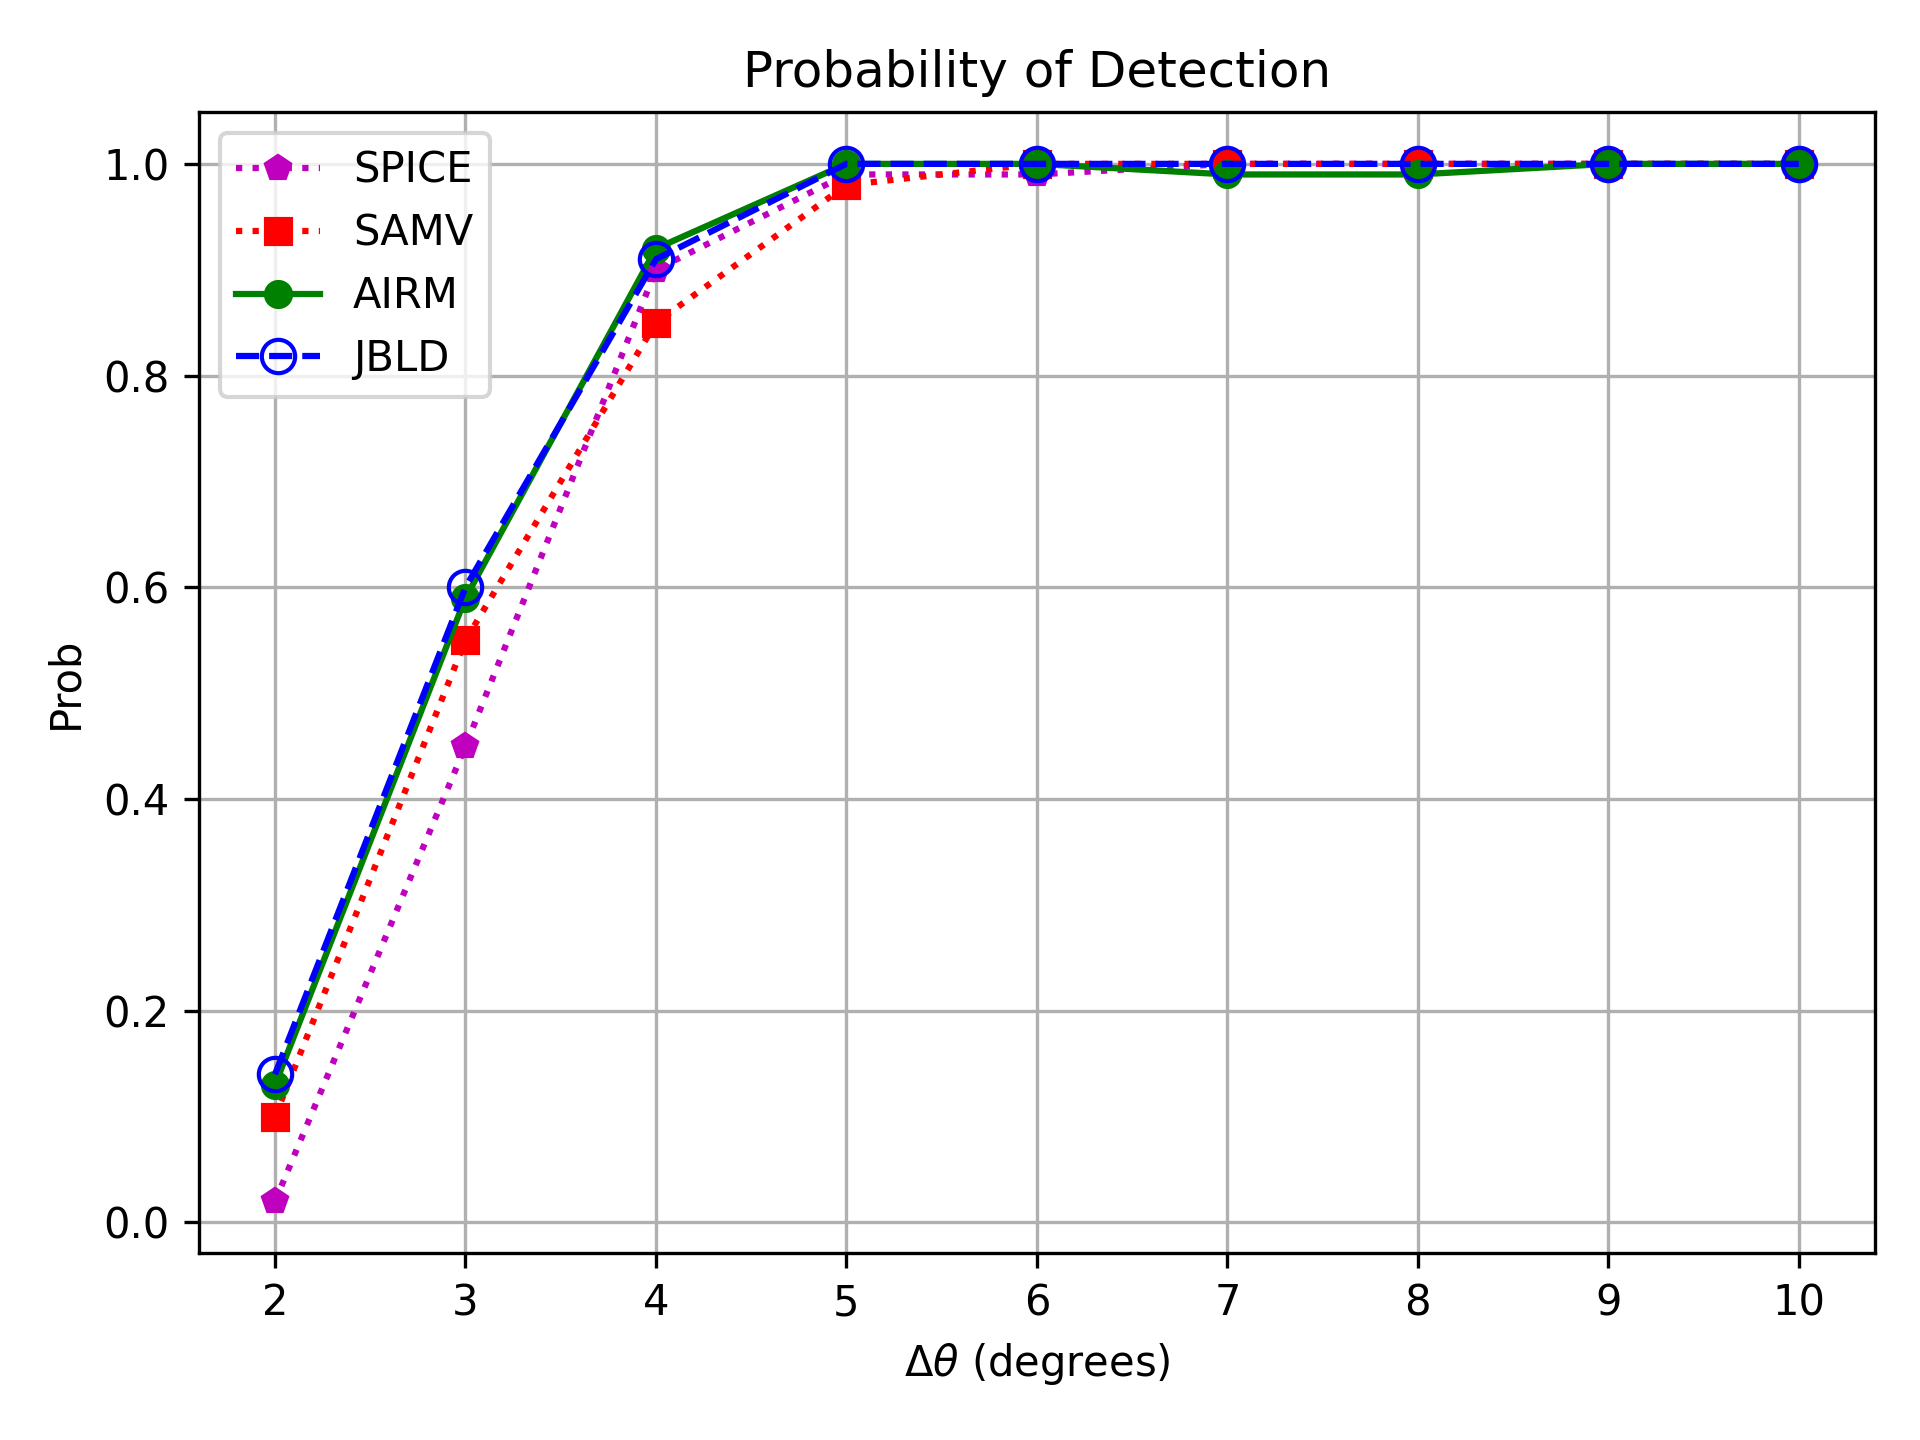 Probability of Detection
SPICE
SAMV
AIRM
JBLD
1.0
0.8
0.6
0.4
0.2
0.0
Prob
2 3 4 5 6 7 8 9 10
Δθ (degrees)